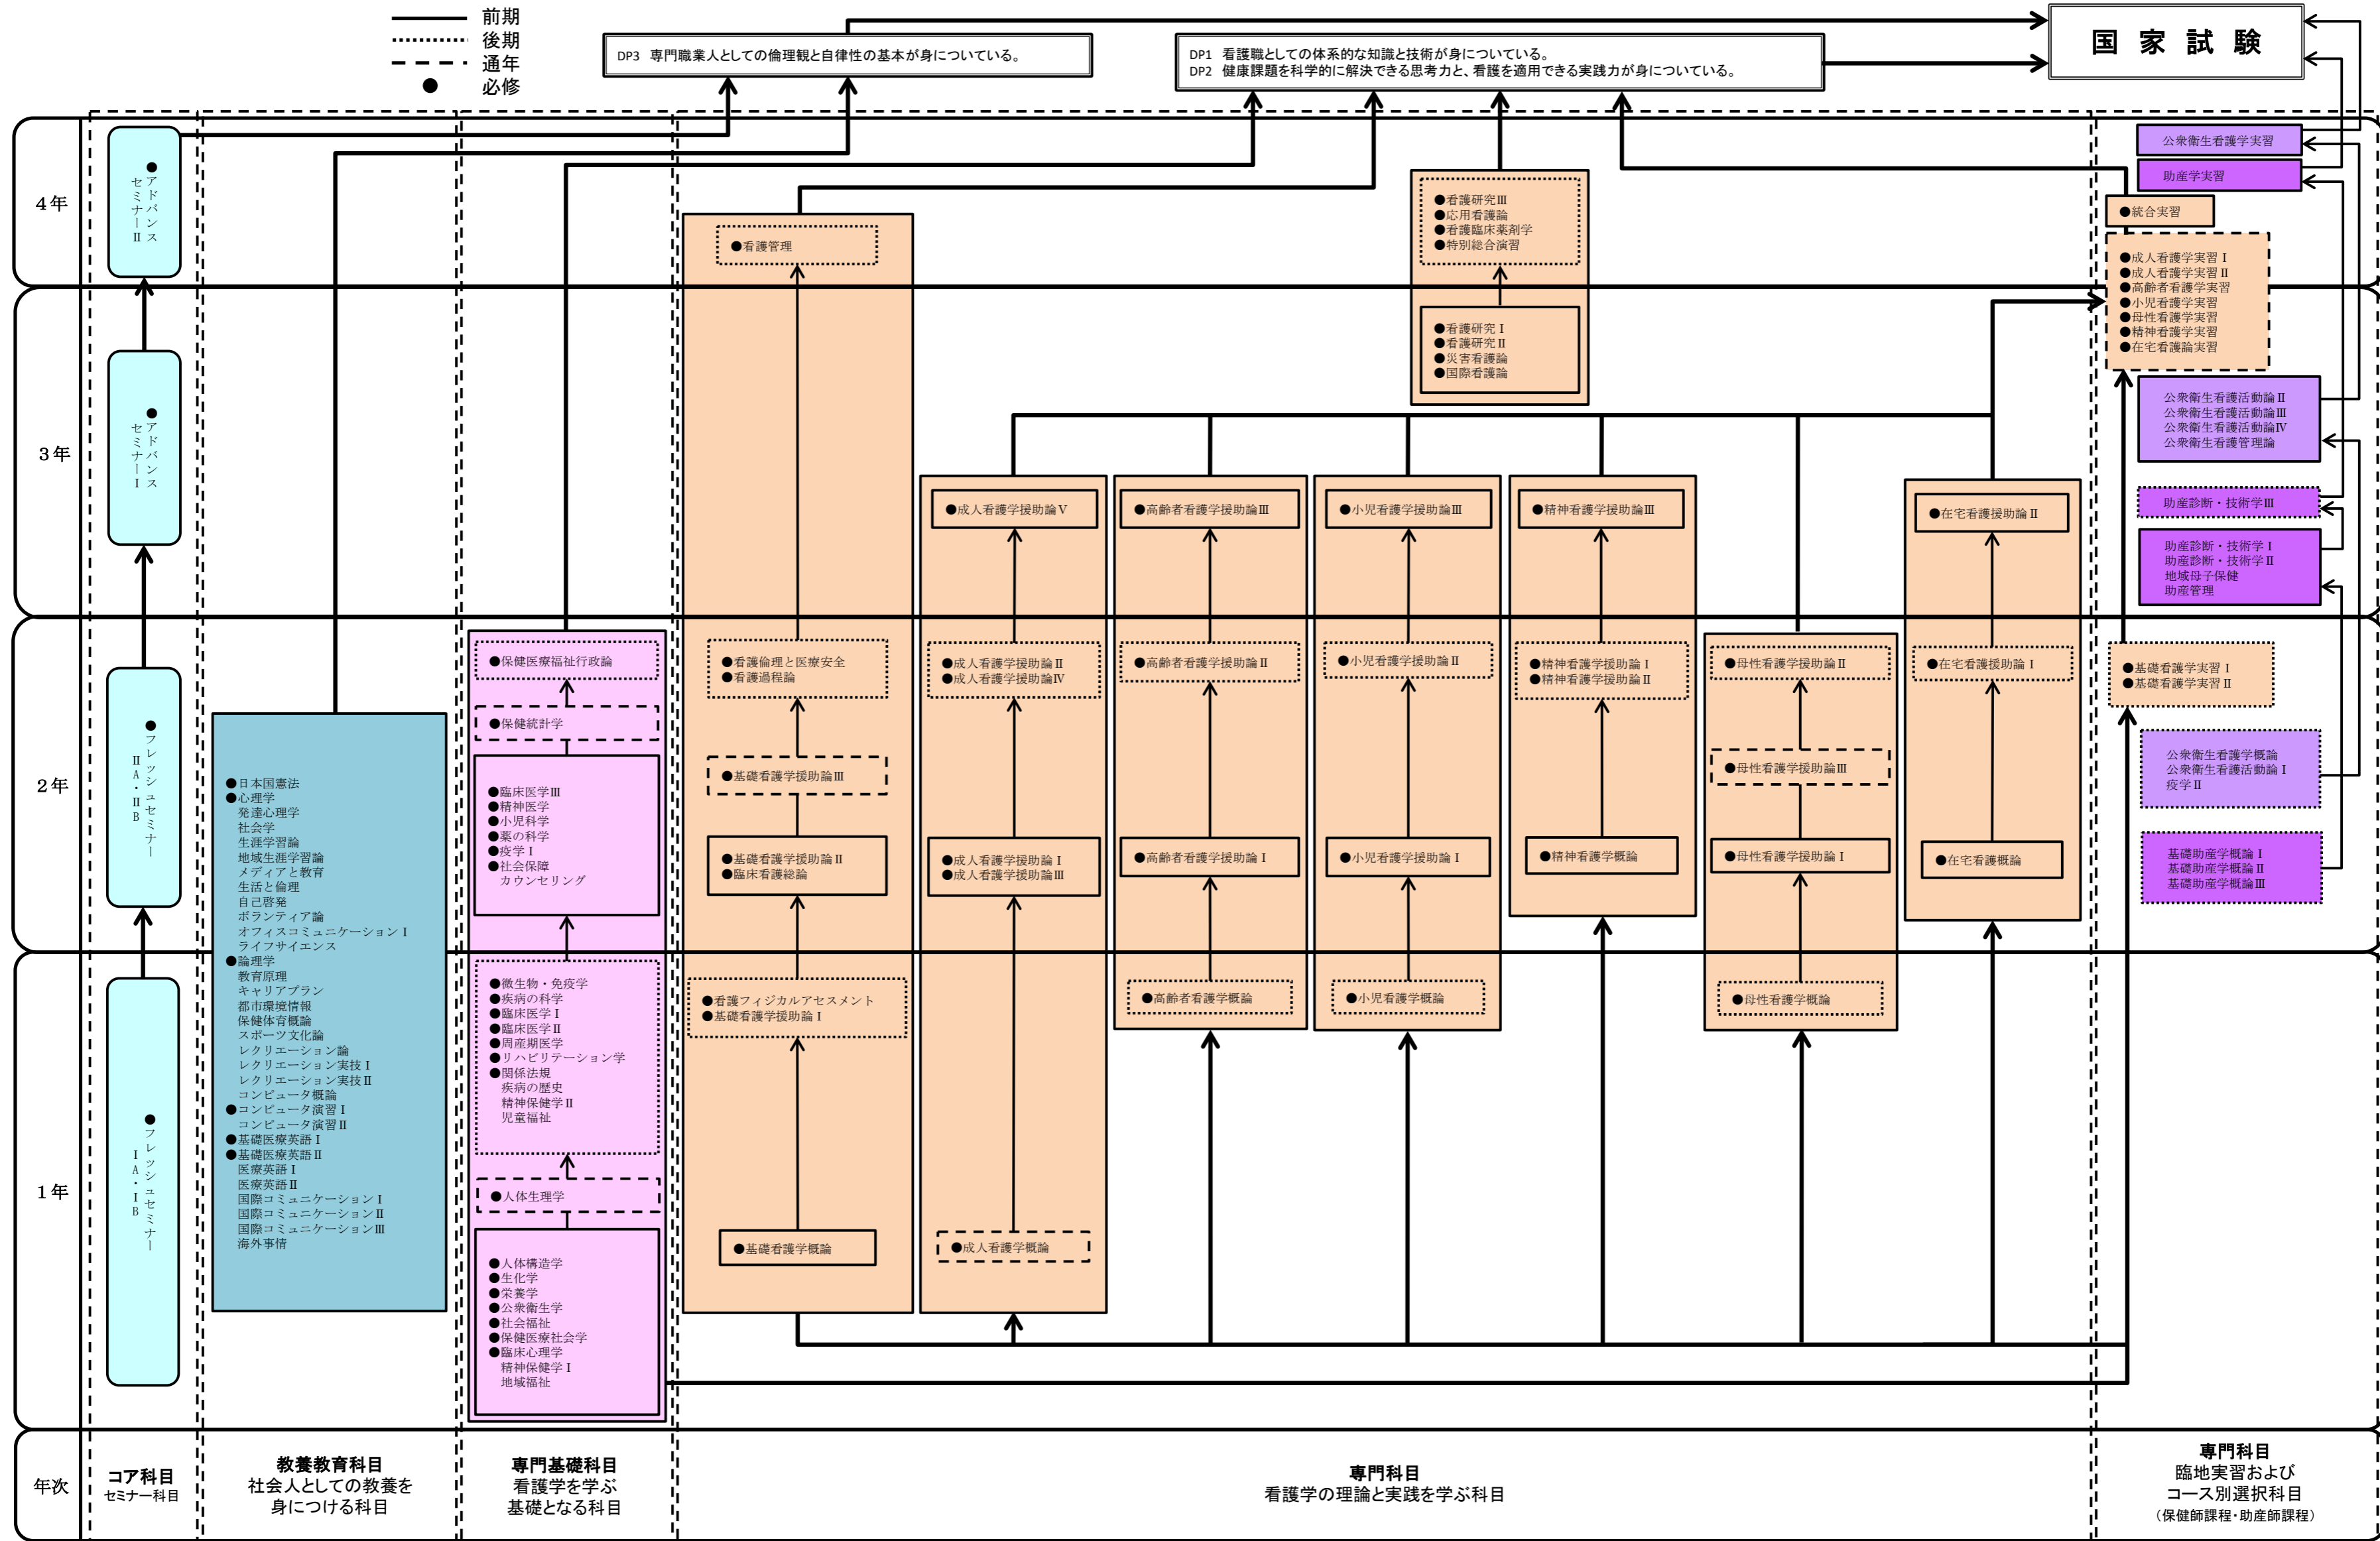 前期
後期
通年
● 必修
国家試験
DP3 専門職業人としての倫理観と自律性の基本が身についている。
DP1 看護職としての体系的な知識と技術が身についている。
DP2 健康課題を科学的に解決できる思考力と、看護を適用できる実践力が身についている。
4年
3年
2年
1年
年次
●アドバンス
セミナーⅡ
●アドバンス
セミナーⅠ
●フレッシュセミナー
ⅡA・ⅡB
●フレッシュセミナー
ⅠA・ⅠB
●日本国憲法
●心理学
発達心理学
社会学
生涯学習論
地域生涯学習論
メディアと教育
生活と倫理
自己啓発
ボランティア論
オフィスコミュニケーションⅠ
ライフサイエンス
●論理学
教育原理
キャリアプラン
都市環境情報
保健体育概論
スポーツ文化論
レクリエーション論
レクリエーション実技Ⅰ
レクリエーション実技Ⅱ
コンピュータ概論
●コンピュータ演習Ⅰ
コンピュータ演習Ⅱ
●基礎医療英語Ⅰ
●基礎医療英語Ⅱ
医療英語Ⅰ
医療英語Ⅱ
国際コミュニケーションⅠ
国際コミュニケーションⅡ
国際コミュニケーションⅢ
海外事情
●保健医療福祉行政論
●保健統計学
●臨床医学Ⅲ
●精神医学
●小児科学
●薬の科学
●疫学Ⅰ
●社会保障
カウンセリング
●微生物・免疫学
●疾病の科学
●臨床医学Ⅰ
●臨床医学Ⅱ
●周産期医学
●リハビリテーション学
●関係法規
疾病の歴史
精神保健学Ⅱ
児童福祉
●人体生理学
●人体構造学
●生化学
●栄養学
●公衆衛生学
●社会福祉
●保健医療社会学
●臨床心理学
精神保健学Ⅰ
地域福祉
●看護管理
●看護倫理と医療安全
●看護過程論
●基礎看護学援助論Ⅲ
●基礎看護学援助論Ⅱ
●臨床看護総論
●看護フィジカルアセスメント
●基礎看護学援助論Ⅰ
●基礎看護学概論
●成人看護学援助論Ⅴ
●成人看護学援助論Ⅱ
●成人看護学援助論Ⅳ
●成人看護学援助論Ⅰ
●成人看護学援助論Ⅲ
●成人看護学概論
●高齢者看護学援助論Ⅲ
●高齢者看護学援助論Ⅱ
●高齢者看護学援助論Ⅰ
●高齢者看護学概論
●小児看護学援助論Ⅲ
●小児看護学援助論Ⅱ
●小児看護学援助論Ⅰ
●小児看護学概論
●看護研究Ⅲ
●応用看護論
●看護臨床薬剤学
●特別総合演習
●看護研究Ⅰ
●看護研究Ⅱ
●災害看護論
●国際看護論
●精神看護学援助論Ⅲ
●精神看護学援助論Ⅰ
●精神看護学援助論Ⅱ
●精神看護学概論
●母性看護学援助論Ⅱ
●母性看護学援助論Ⅲ
●母性看護学援助論Ⅰ
●母性看護学概論
●在宅看護援助論Ⅱ
●在宅看護援助論Ⅰ
●在宅看護概論
公衆衛生看護学実習
助産学実習
●統合実習
●成人看護学実習Ⅰ
●成人看護学実習Ⅱ
●高齢者看護学実習
●小児看護学実習
●母性看護学実習
●精神看護学実習
●在宅看護論実習
公衆衛生看護活動論Ⅱ
公衆衛生看護活動論Ⅲ
公衆衛生看護活動論Ⅳ
公衆衛生看護管理論
助産診断・技術学Ⅲ
助産診断・技術学Ⅰ
助産診断・技術学Ⅱ
地域母子保健
助産管理
●基礎看護学実習Ⅰ
●基礎看護学実習Ⅱ
公衆衛生看護学概論
公衆衛生看護活動論Ⅰ
疫学Ⅱ
基礎助産学概論Ⅰ
基礎助産学概論Ⅱ
基礎助産学概論Ⅲ
コア科目
セミナー科目
教養教育科目
社会人としての教養を
身につける科目
専門基礎科目
看護学を学ぶ
基礎となる科目
専門科目
看護学の理論と実践を学ぶ科目
専門科目
臨地実習および
コース別選択科目
（保健師課程・助産師課程）